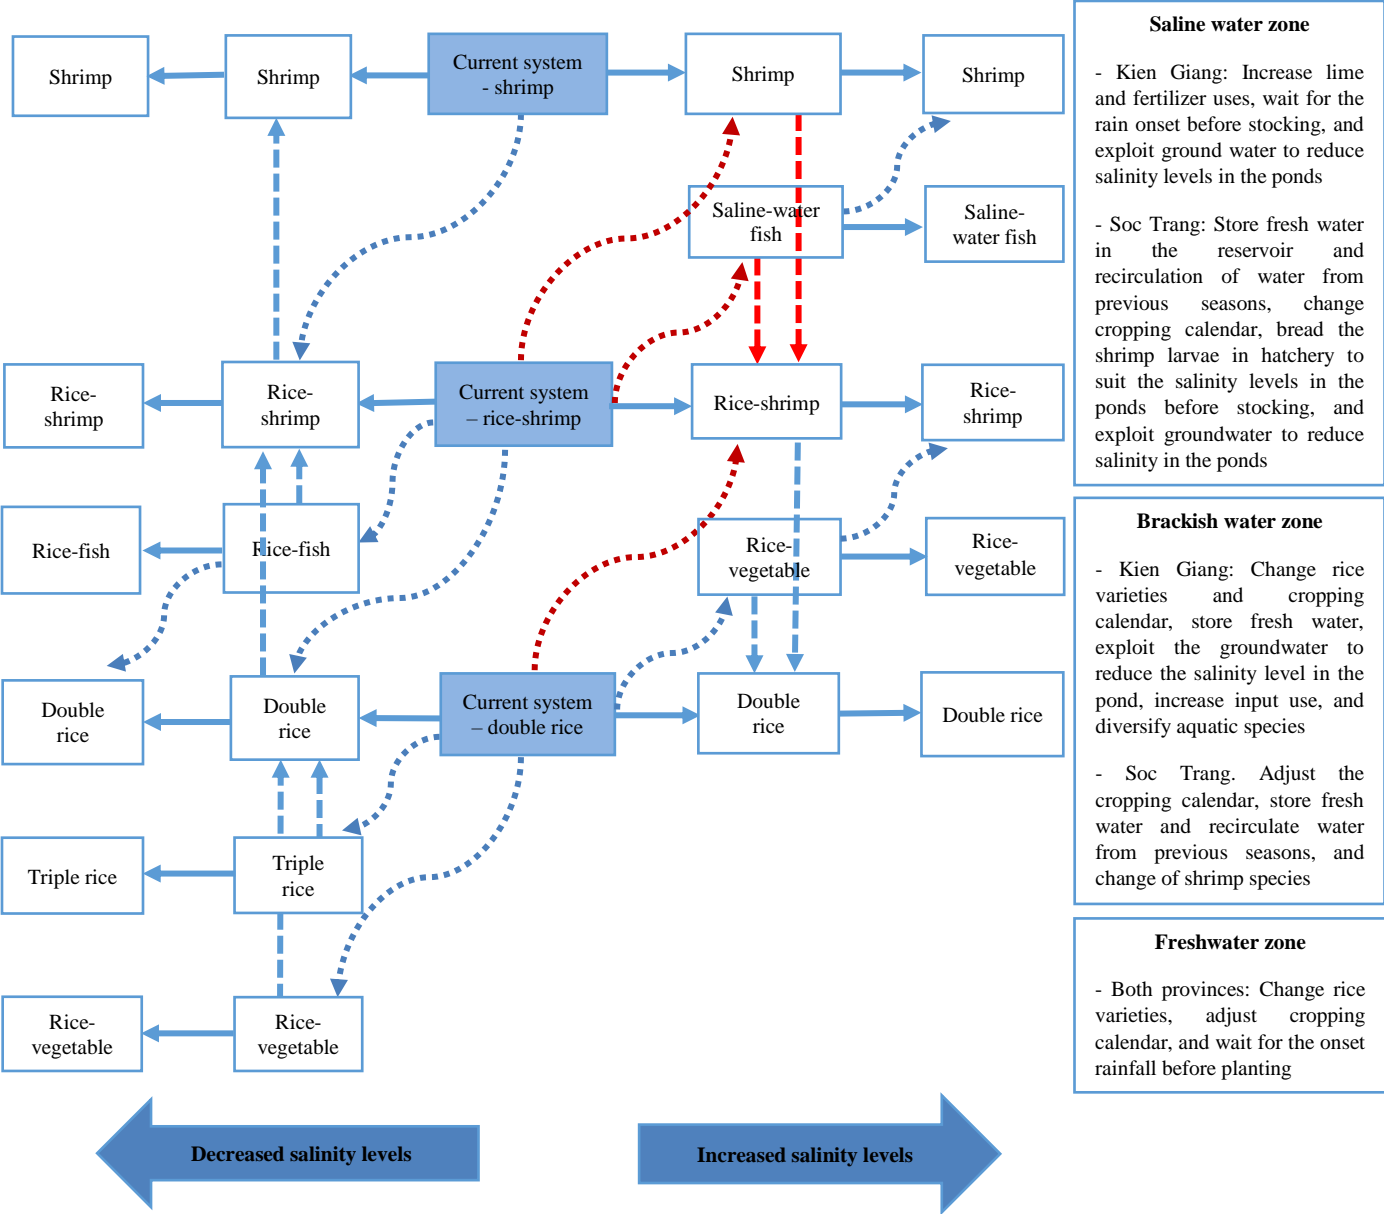 Shrimp
Shrimp
Current system
- shrimp
Shrimp
Shrimp
Saline-water
fish
Saline-
water fish
Rice-
shrimp
Rice-
shrimp
Current system
– rice-shrimp
Rice-shrimp
Rice-
shrimp
Rice-fish
Rice-fish
Rice-
vegetable
Rice-
vegetable
Double
rice
Double
rice
Current system
– double rice
Double
rice
Double rice
Triple rice
Triple
rice
Rice-
vegetable
Rice-
vegetable
Decreased salinity levels
Increased salinity levels
Saline water zone
- Kien Giang: Increase lime
and fertilizer uses, wait for the
rain onset before stocking, and
exploit ground water to reduce
salinity levels in the ponds
- Soc Trang: Store fresh water
in the reservoir and
recirculation of water from
previous seasons, change
cropping calendar, bread the
shrimp larvae in hatchery to
suit the salinity levels in the
ponds before stocking, and
exploit groundwater to reduce
salinity in the ponds
Brackish water zone
- Kien Giang: Change rice
varieties and cropping
calendar, store fresh water,
exploit the groundwater to
reduce the salinity level in the
pond, increase input use, and
diversify aquatic species
- Soc Trang. Adjust the
cropping calendar, store fresh
water and recirculate water
from previous seasons, and
change of shrimp species
Freshwater zone
- Both provinces: Change rice
varieties, adjust cropping
calendar, and wait for the onset
rainfall before planting